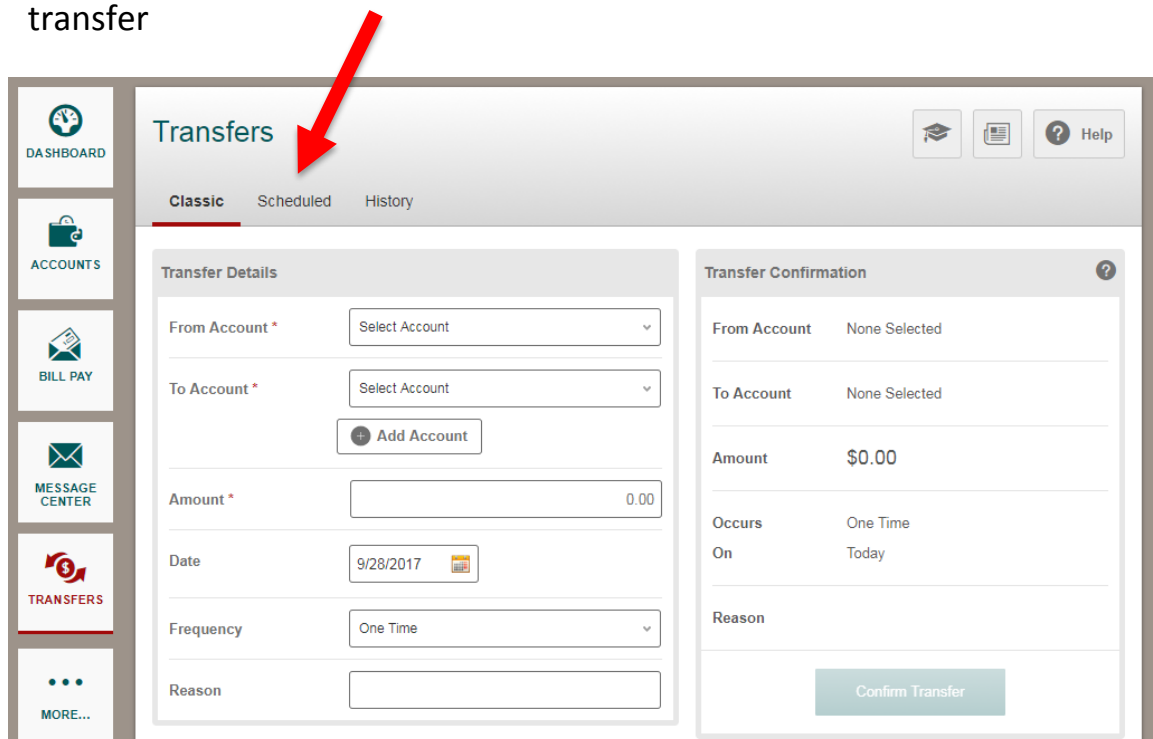 transfer
DASHBOARD
ACCOUNTS
BILL PAY
MESSAGE
CENTER
TRANSFERS
MORE...
Transfers
Help
Classic Scheduled History
Transfer Details
From Account * Select Account
To Account * Select Account
Add Account
Amount * 0.00
Date 9/28/2017
Frequency One Time
Reason
Transfer Confirmation
From Account None Selected
To Account None Selected
Amount $0.00
Occurs One Time
On Today
Reason
Confirm Transfer